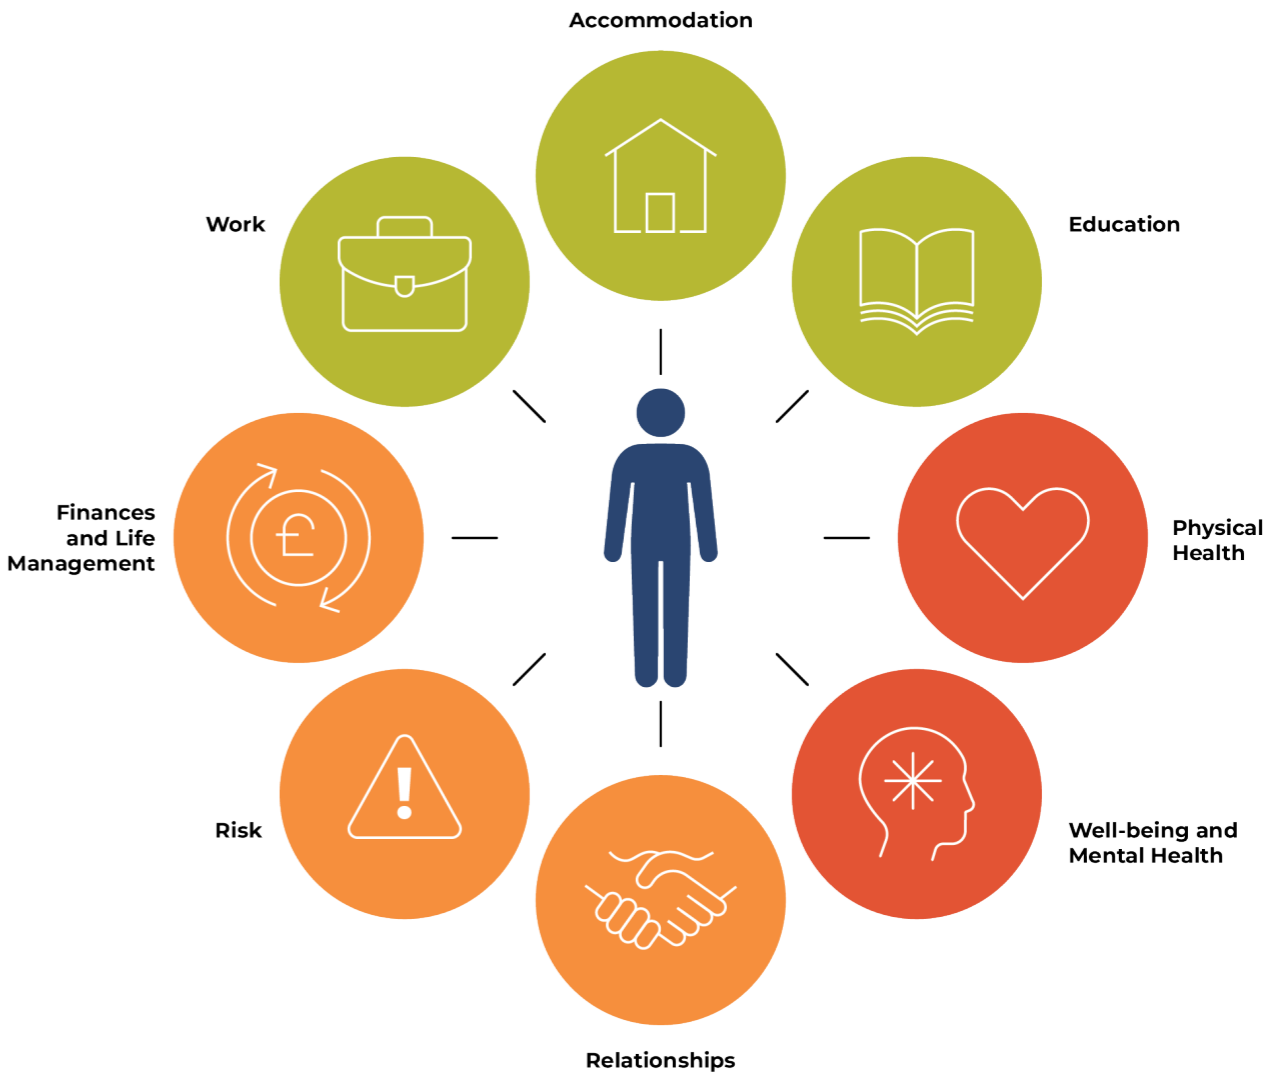 Accommodation
Work
Education
Finances
and Life
Management
£
Physical
Health
!
Risk
Well-being and
Mental Health
Relationships